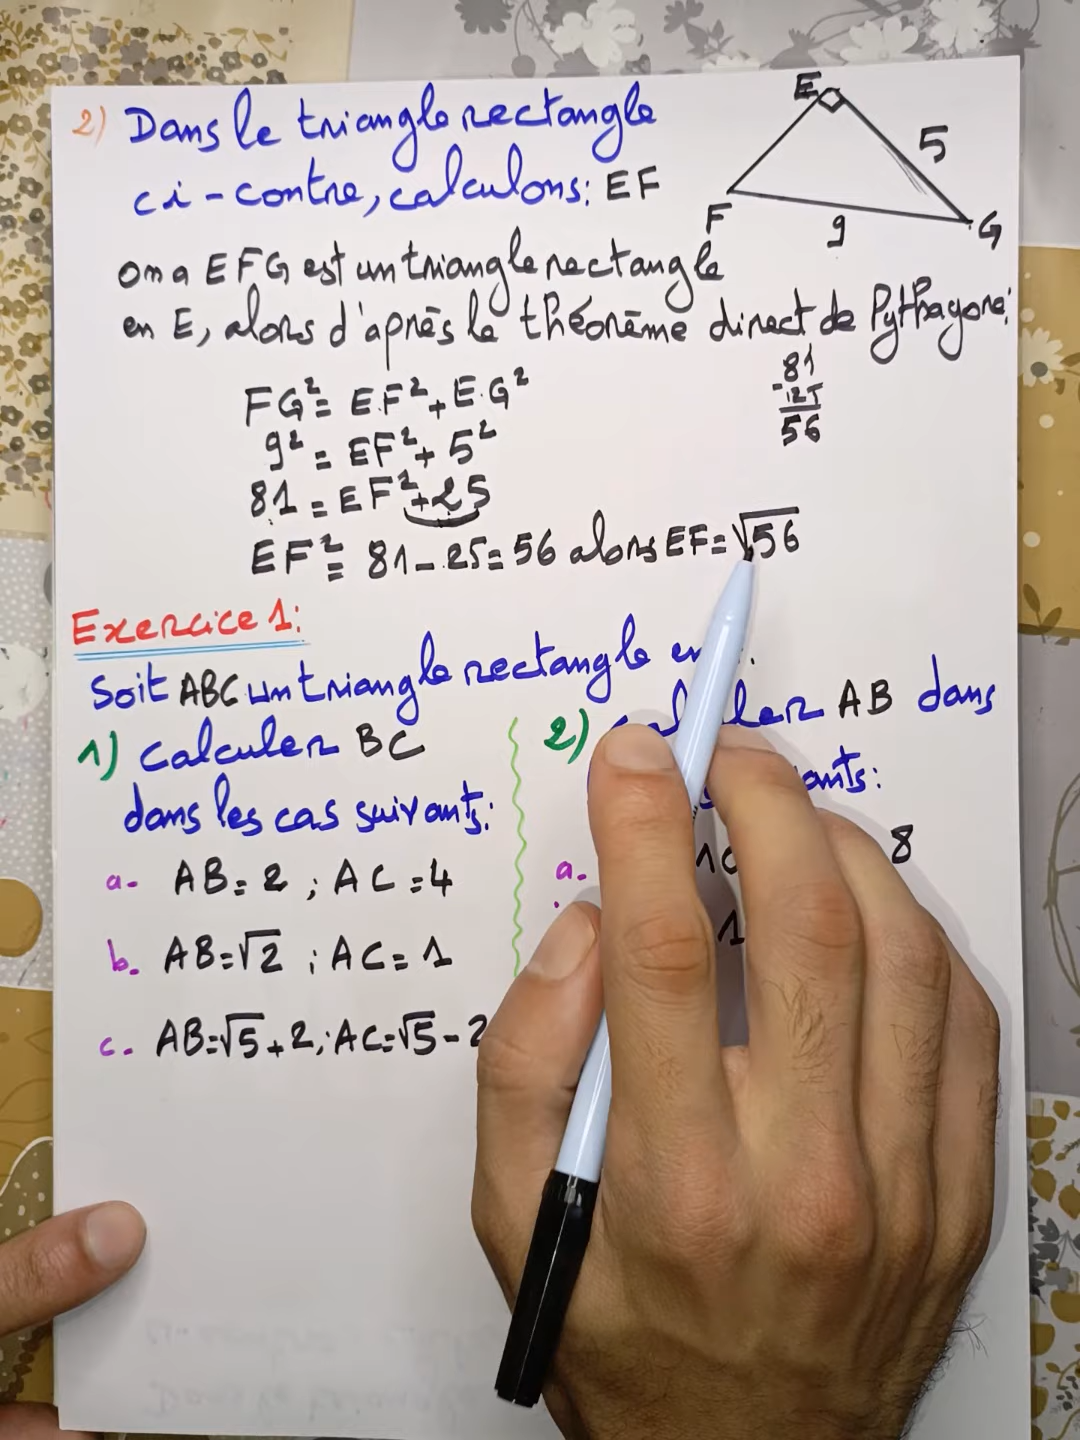 2) Dans le triangle rectangle
ci-contre, calculons: EF
E
5
F
9
G
on a EFG est un triangle rectangle
en E, alors d'après le théorème direct de Pythagore:
FG² = EF² + EG²
9² = EF² + 5²
81 = EF² + 25
EF² = 81 - 25 = 56 alors EF = √56
81
- 25
56
Exercice 1:
Soit ABC un triangle rectangle en
1) calculer BC
dans les cas suivants:
a- AB = 2 ; AC = 4
b. AB = √2 ; AC = 1
c. AB = √5 + 2 ; AC = √5 - 2
2) calculer AB dans
suivants:
a. 8